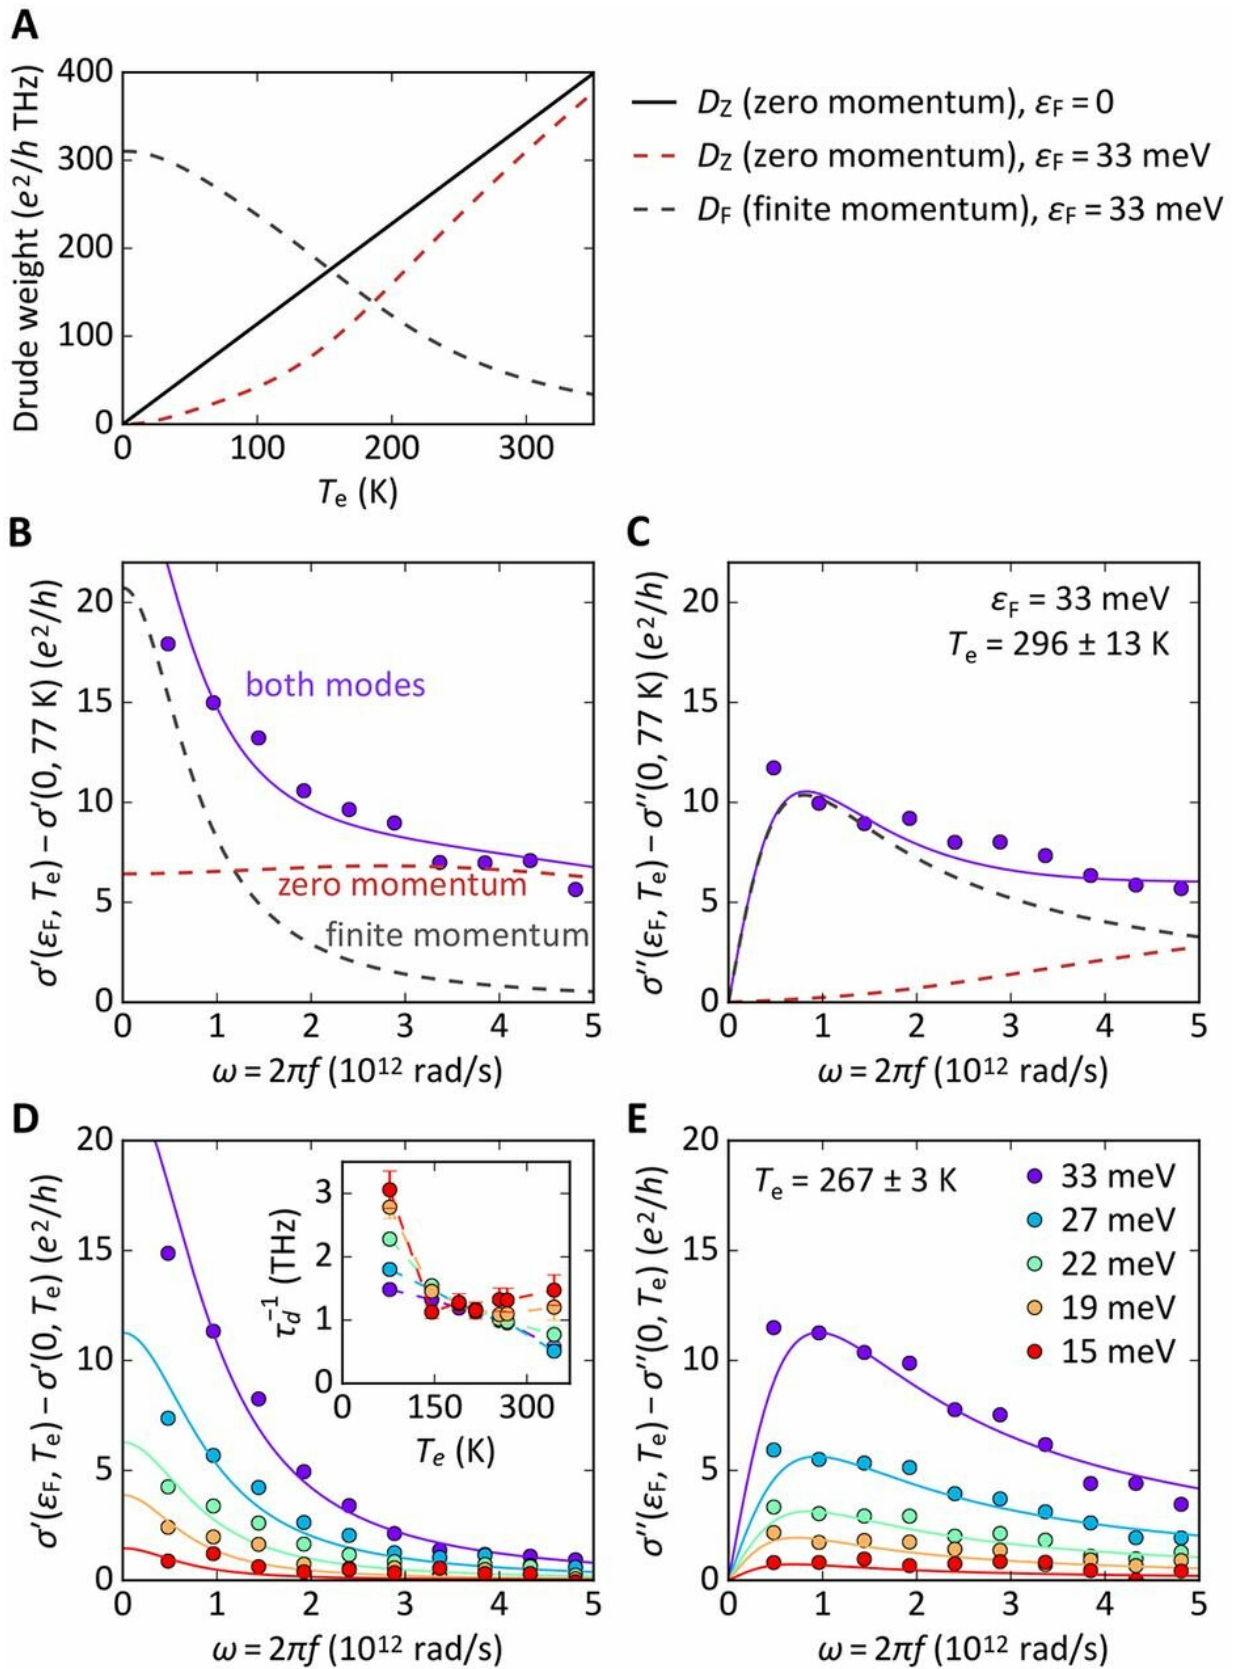 A
Drude weight (e²/h THz)
400
300
200
100
0
0 100 200 300
Tₑ (K)
D_Z (zero momentum), ε_F = 0
D_Z (zero momentum), ε_F = 33 meV
D_F (finite momentum), ε_F = 33 meV
B
σ′(ε_F, Tₑ) − σ′(0, 77 K) (e²/h)
20
15
10
5
0
both modes
zero momentum
finite momentum
0 1 2 3 4 5
ω = 2πf (10¹² rad/s)
C
σ″(ε_F, Tₑ) − σ″(0, 77 K) (e²/h)
20
15
10
5
0
ε_F = 33 meV
Tₑ = 296 ± 13 K
0 1 2 3 4 5
ω = 2πf (10¹² rad/s)
D
σ′(ε_F, Tₑ) − σ′(0, Tₑ) (e²/h)
20
15
10
5
0
τ_d⁻¹ (THz)
3
2
1
0
0 150 300
Tₑ (K)
0 1 2 3 4 5
ω = 2πf (10¹² rad/s)
E
σ″(ε_F, Tₑ) − σ″(0, Tₑ) (e²/h)
20
15
10
5
0
Tₑ = 267 ± 3 K
33 meV
27 meV
22 meV
19 meV
15 meV
0 1 2 3 4 5
ω = 2πf (10¹² rad/s)